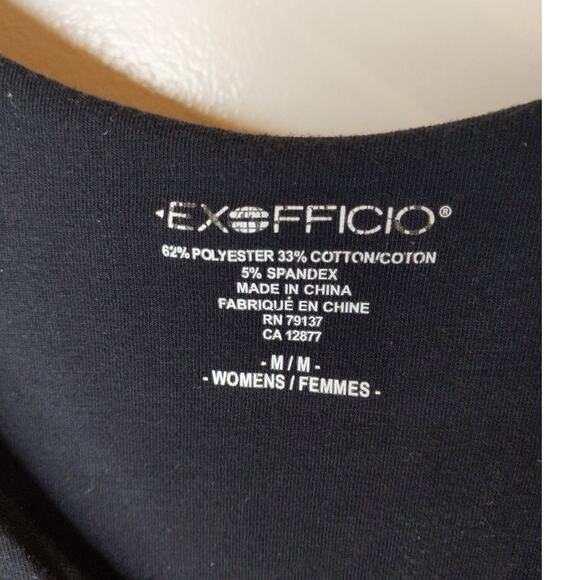 EXOFFICIO®
62% POLYESTER 33% COTTON/COTON
5% SPANDEX
MADE IN CHINA
FABRIQUÉ EN CHINE
RN 79137
CA 12877
- M / M -
- WOMENS / FEMMES -